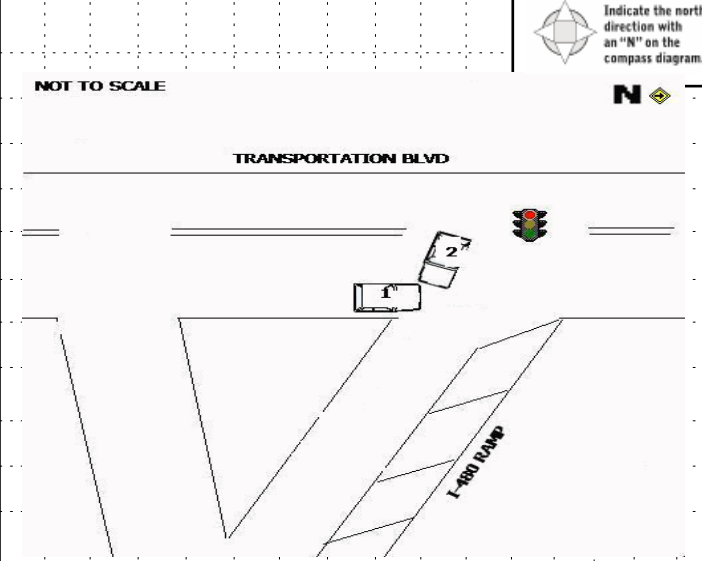 Indicate the north
direction with
an "N" on the
compass diagram.
NOT TO SCALE
N
TRANSPORTATION BLVD
2
1
I-480 RAMP